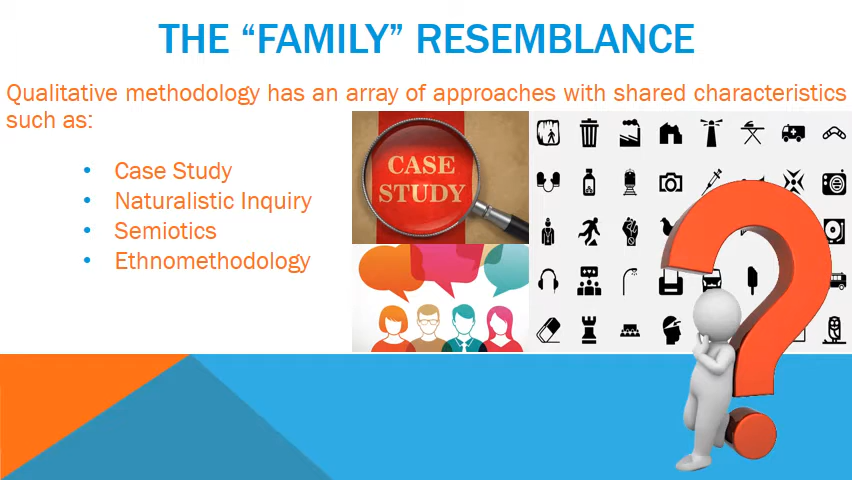 THE “FAMILY” RESEMBLANCE
Qualitative methodology has an array of approaches with shared characteristics
such as:
• Case Study
• Naturalistic Inquiry
• Semiotics
• Ethnomethodology
CASE
STUDY